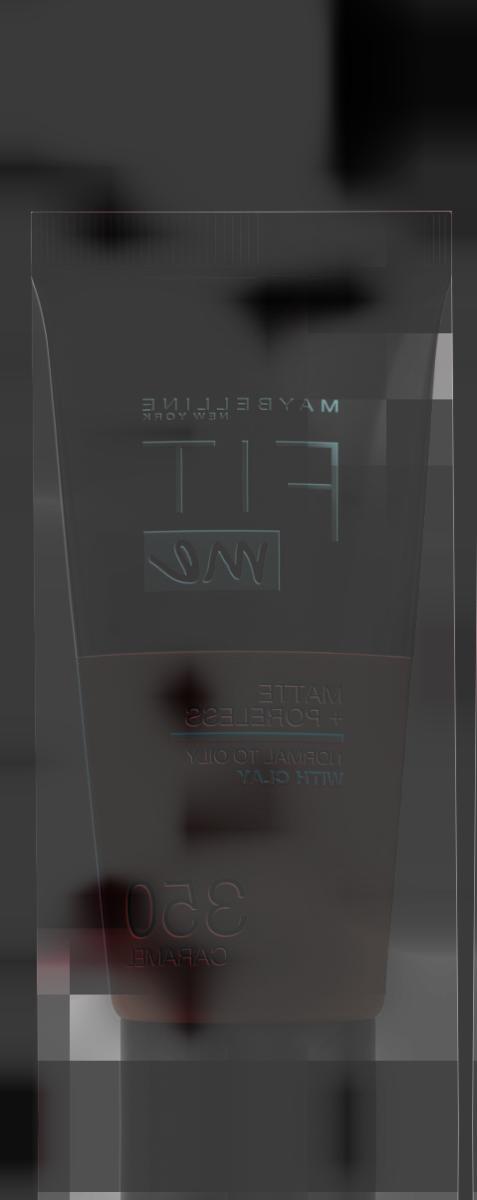 MAYBELLINE
NEW YORK
FIT
me
MATTE
+ PORELESS
NORMAL TO OILY
WITH CLAY
350
CARAMEL